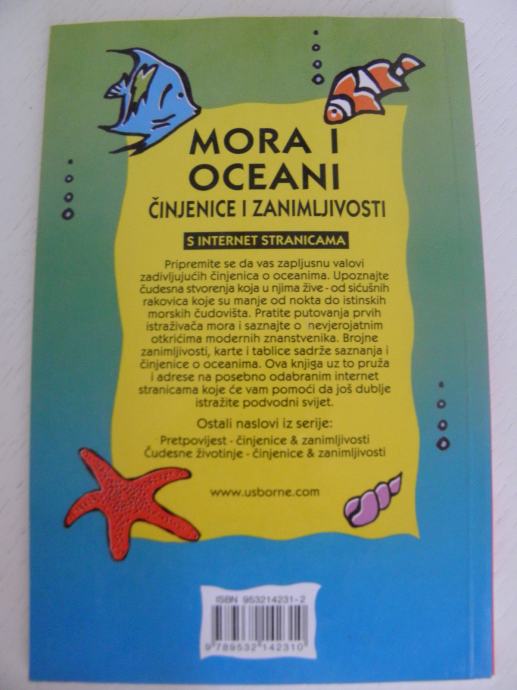 MORA I
OCEANI
ČINJENICE I ZANIMLJIVOSTI
S INTERNET STRANICAMA
Pripremite se da vas zapljusnu valovi
zadivljujućih činjenica o oceanima. Upoznajte
čudesna stvorenja koja u njima žive - od sićušnih
rakovica koje su manje od nokta do istinskih
morskih čudovišta. Pratite putovanja prvih
istraživača mora i saznajte o nevjerojatnim
otkrićima modernih znanstvenika. Brojne
zanimljivosti, karte i tablice sadrže saznanja i
činjenice o oceanima. Ova knjiga uz to pruža
i adrese na posebno odabranim internet
stranicama koje će vam pomoći da još dublje
istražite podvodni svijet.
Ostali naslovi iz serije:
Pretpovijest - činjenice & zanimljivosti
Čudesne životinje - činjenice & zanimljivosti
www.usborne.com
ISBN 953214231-2
9 789532 142310